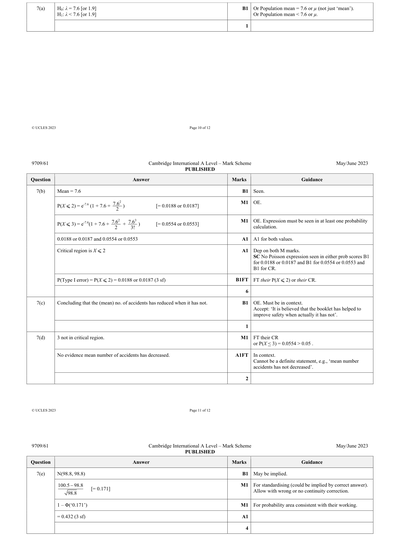 7(a) H₀: λ = 7.6 [or 1.9] B1 Or Population mean = 7.6 or μ (not just 'mean').
H₁: λ < 7.6 [or 1.9] Or Population mean < 7.6 or μ.
1
© UCLES 2023 Page 10 of 12
9709/61 Cambridge International A Level – Mark Scheme May/June 2023
PUBLISHED
Question Answer Marks Guidance
7(b) Mean = 7.6 B1 Seen.
P(X ⩽ 2) = e^–7.6 (1 + 7.6 + 7.6²/2) [= 0.0188 or 0.0187] M1 OE.
P(X ⩽ 3) = e^–7.6(1 + 7.6 + 7.6²/2 + 7.6³/3!) [= 0.0554 or 0.0553] M1 OE. Expression must be seen in at least one probability
calculation.
0.0188 or 0.0187 and 0.0554 or 0.0553 A1 A1 for both values.
Critical region is X ⩽ 2 A1 Dep on both M marks.
SC No Poisson expression seen in either prob scores B1
for 0.0188 or 0.0187 and B1 for 0.0554 or 0.0553 and
B1 for CR.
P(Type I error) = P(X ⩽ 2) = 0.0188 or 0.0187 (3 sf) B1FT FT their P(X ⩽ 2) or their CR.
6
7(c) Concluding that the (mean) no. of accidents has reduced when it has not. B1 OE. Must be in context.
Accept: 'It is believed that the booklet has helped to
improve safety when actually it has not'.
1
7(d) 3 not in critical region. M1 FT their CR
or P(X ≤ 3) = 0.0554 > 0.05 .
No evidence mean number of accidents has decreased. A1FT In context.
Cannot be a definite statement, e.g., 'mean number
accidents has not decreased'.
2
© UCLES 2023 Page 11 of 12
9709/61 Cambridge International A Level – Mark Scheme May/June 2023
PUBLISHED
Question Answer Marks Guidance
7(e) N(98.8, 98.8) B1 May be implied.
(100.5 – 98.8)/√98.8 [= 0.171] M1 For standardising (could be implied by correct answer).
Allow with wrong or no continuity correction.
1 – Φ('0.171') M1 For probability area consistent with their working.
= 0.432 (3 sf) A1
4